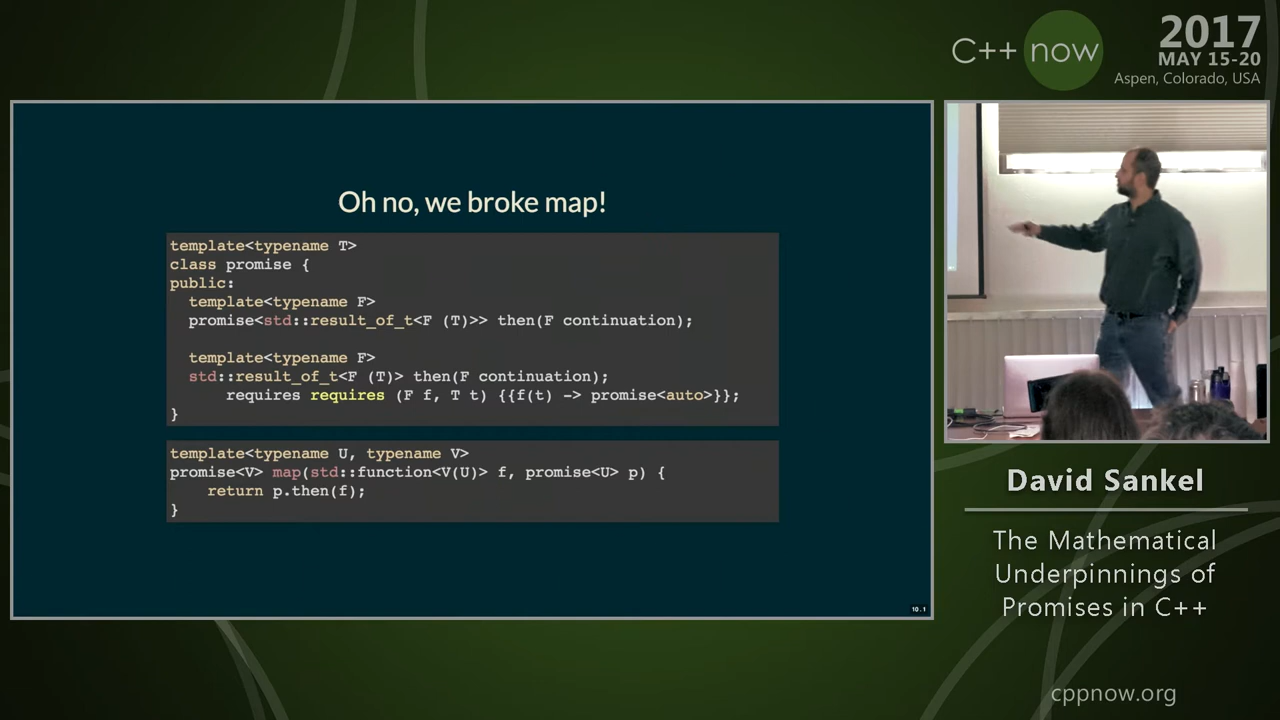 C++ now
2017
MAY 15-20
Aspen, Colorado, USA
Oh no, we broke map!
template<typename T>
class promise {
public:
  template<typename F>
  promise<std::result_of_t<F (T)>> then(F continuation);
  template<typename F>
  std::result_of_t<F (T)> then(F continuation);
      requires requires (F f, T t) {{f(t) -> promise<auto>}};
}
template<typename U, typename V>
promise<V> map(std::function<V(U)> f, promise<U> p) {
    return p.then(f);
}
10.1
David Sankel
The Mathematical
Underpinnings of
Promises in C++
cppnow.org